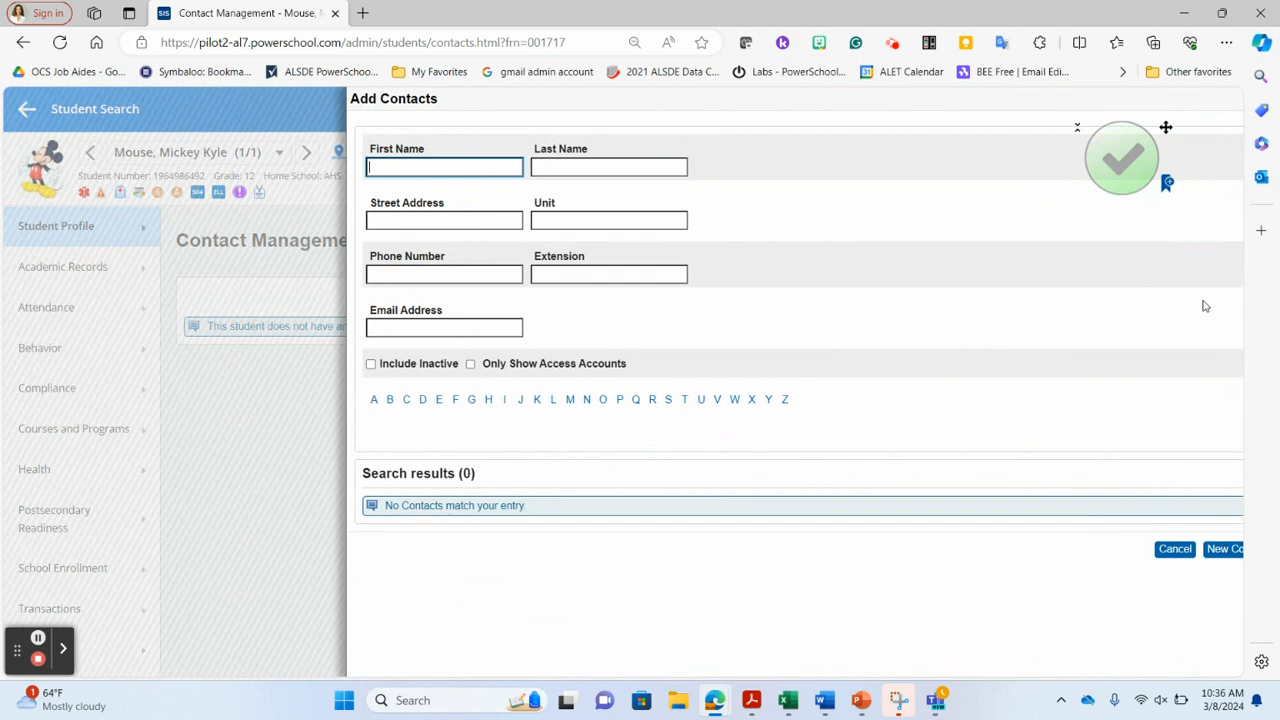 Sign in
SIS
Contact Management - Mouse, M
https://pilot2-al7.powerschool.com/admin/students/contacts.html?frn=001717
OCS Job Aides - Go...
Symbaloo: Bookma...
ALSDE PowerSchoo...
My Favorites
gmail admin account
2021 ALSDE Data C...
Labs - PowerSchool...
ALET Calendar
BEE Free | Email Edi...
Other favorites
Student Search
Mouse, Mickey Kyle (1/1)
Student Number: 1964986492 Grade: 12 Home School: AHS
504 ELL
Student Profile
Academic Records
Attendance
Behavior
Compliance
Courses and Programs
Health
Postsecondary
Readiness
School Enrollment
Transactions
Contact Manageme
This student does not have an
Add Contacts
First Name Last Name
Street Address Unit
Phone Number Extension
Email Address
Include Inactive Only Show Access Accounts
A B C D E F G H I J K L M N O P Q R S T U V W X Y Z
Search results (0)
No Contacts match your entry.
Cancel New Co
1
64°F
Mostly cloudy
Search
NEW
10:36 AM
3/8/2024